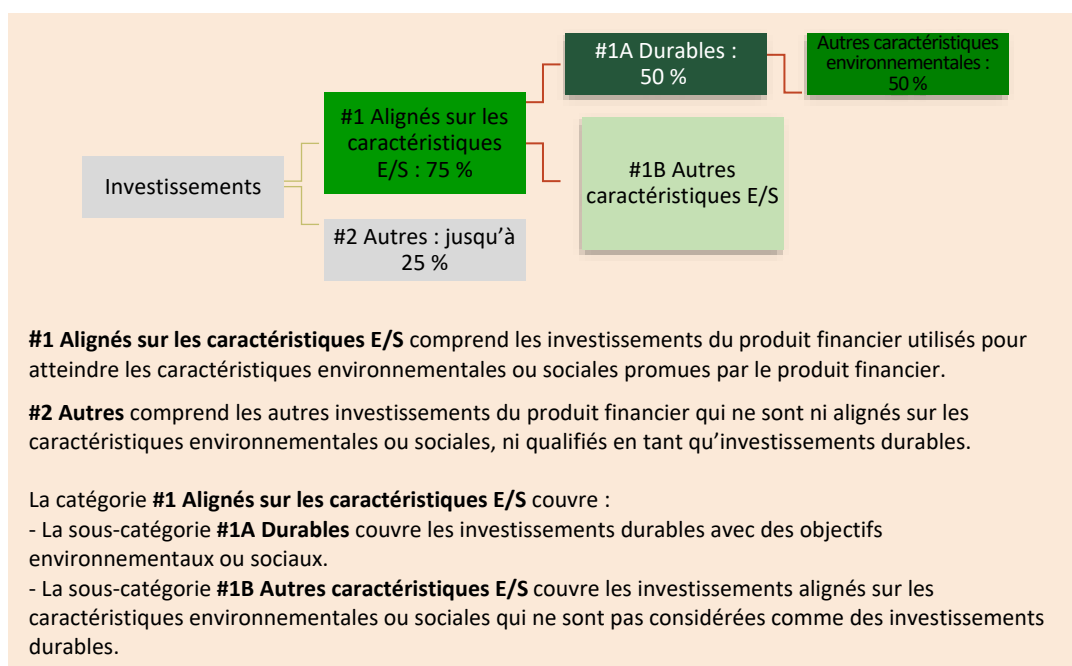 #1A Durables :
50 %
Autres caractéristiques
environnementales :
50 %
#1 Alignés sur les
caractéristiques
E/S : 75 %
Investissements
#1B Autres
caractéristiques E/S
#2 Autres : jusqu’à
25 %
#1 Alignés sur les caractéristiques E/S comprend les investissements du produit financier utilisés pour
atteindre les caractéristiques environnementales ou sociales promues par le produit financier.
#2 Autres comprend les autres investissements du produit financier qui ne sont ni alignés sur les
caractéristiques environnementales ou sociales, ni qualifiés en tant qu’investissements durables.
La catégorie #1 Alignés sur les caractéristiques E/S couvre :
- La sous-catégorie #1A Durables couvre les investissements durables avec des objectifs
environnementaux ou sociaux.
- La sous-catégorie #1B Autres caractéristiques E/S couvre les investissements alignés sur les
caractéristiques environnementales ou sociales qui ne sont pas considérées comme des investissements
durables.